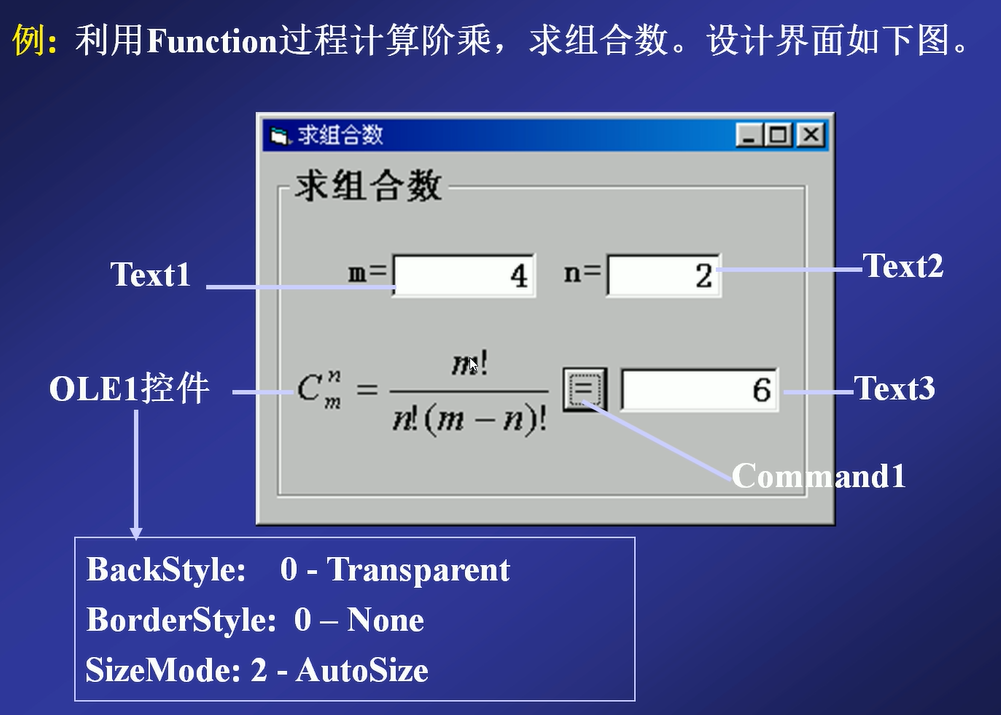 例: 利用Function过程计算阶乘，求组合数。设计界面如下图。
求组合数
求组合数
Text1
m=
4
n=
2
Text2
OLE1控件
C_m^n = m! / n!(m − n)!
=
6
Text3
Command1
BackStyle: 0 - Transparent
BorderStyle: 0 – None
SizeMode: 2 - AutoSize